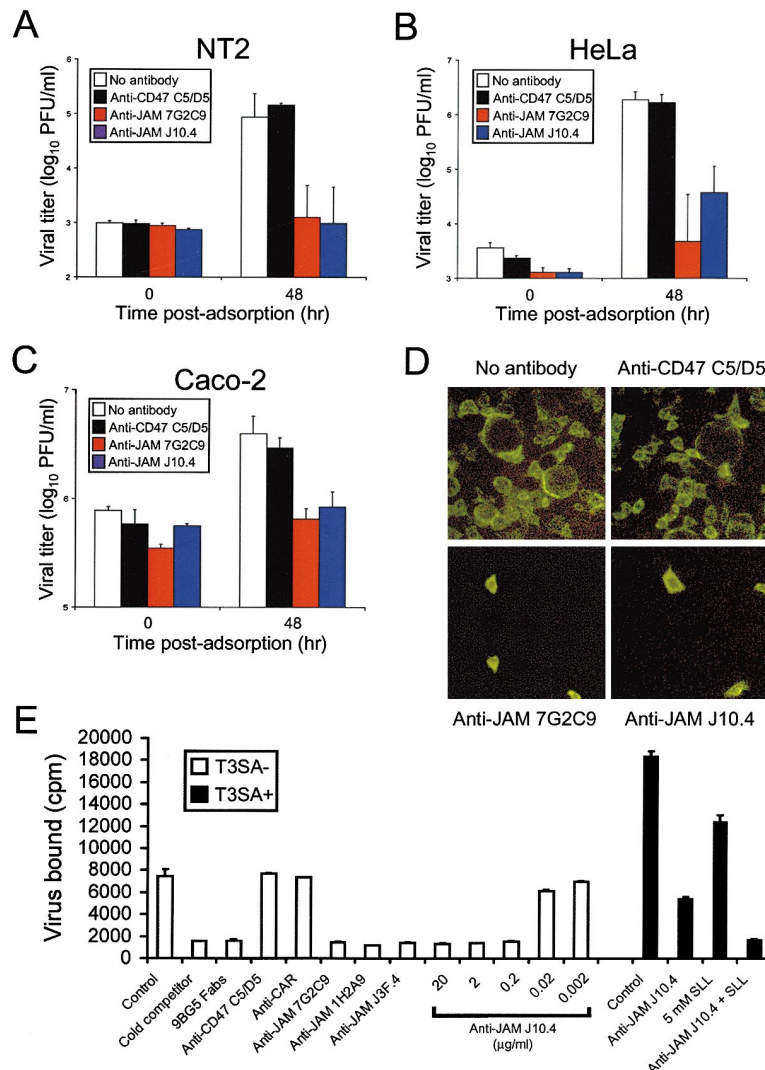 A
NT2
No antibody
Anti-CD47 C5/D5
Anti-JAM 7G2C9
Anti-JAM J10.4
Viral titer (log10 PFU/ml)
6
5
4
3
2
0
48
Time post-adsorption (hr)
B
HeLa
No antibody
Anti-CD47 C5/D5
Anti-JAM 7G2C9
Anti-JAM J10.4
Viral titer (log10 PFU/ml)
7
6
5
4
3
0
48
Time post-adsorption (hr)
C
Caco-2
No antibody
Anti-CD47 C5/D5
Anti-JAM 7G2C9
Anti-JAM J10.4
Viral titer (log10 PFU/ml)
7
6
5
0
48
Time post-adsorption (hr)
D
No antibody
Anti-CD47 C5/D5
Anti-JAM 7G2C9
Anti-JAM J10.4
E
T3SA-
T3SA+
Virus bound (cpm)
20000
18000
16000
14000
12000
10000
8000
6000
4000
2000
0
Control
Cold competitor
9BG5 Fabs
Anti-CD47 C5/D5
Anti-CAR
Anti-JAM 7G2C9
Anti-JAM 1H2A9
Anti-JAM J3F.4
20
2
0.2
0.02
0.002
Anti-JAM J10.4
(µg/ml)
Control
Anti-JAM J10.4
5 mM SLL
Anti-JAM J10.4 + SLL